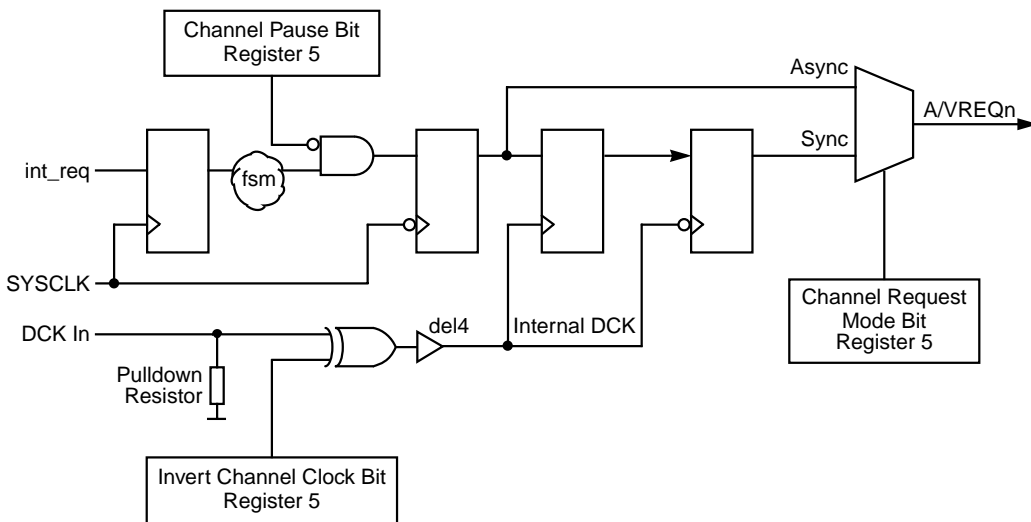 Channel Pause Bit
Register 5
Async
A/VREQn
Sync
int_req
fsm
SYSCLK
DCK In
del4
Internal DCK
Channel Request
Mode Bit
Register 5
Pulldown
Resistor
Invert Channel Clock Bit
Register 5